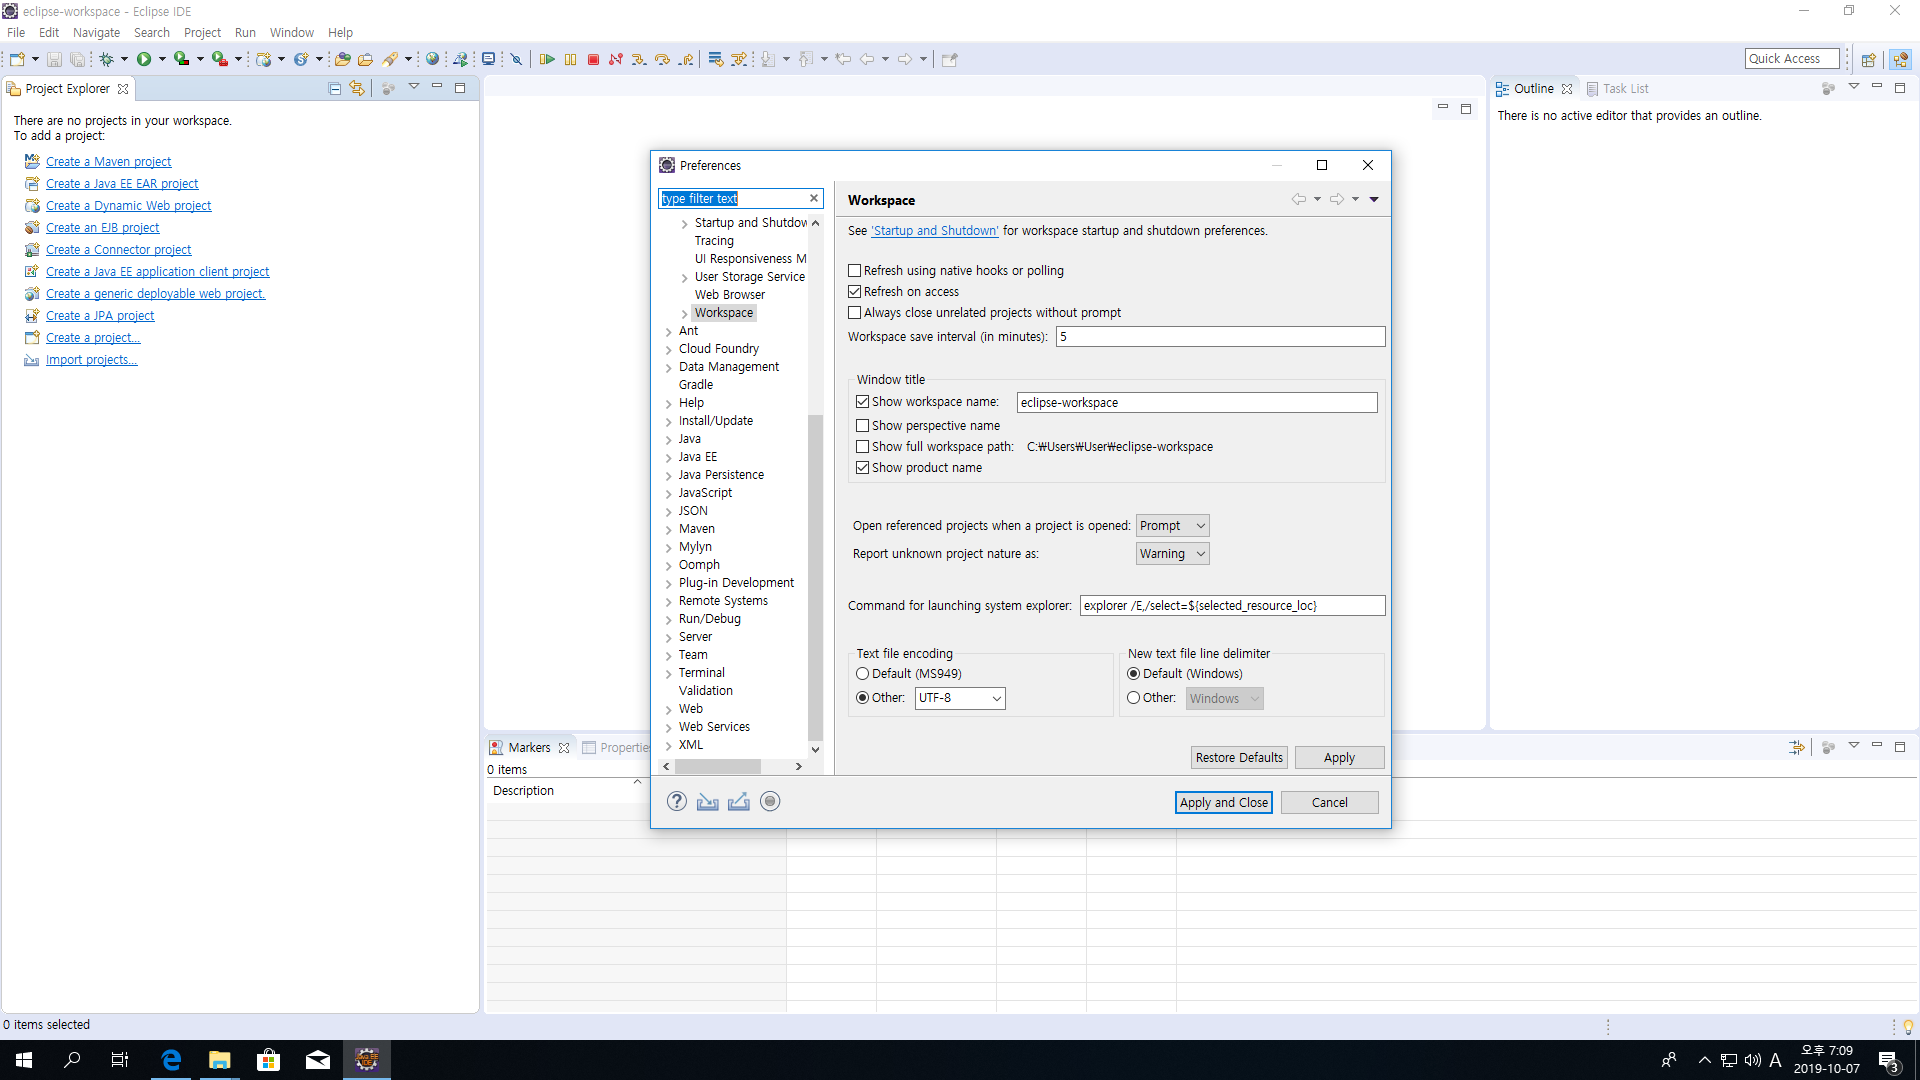 eclipse-workspace - Eclipse IDE
File Edit Navigate Search Project Run Window Help
Quick Access
Project Explorer
There are no projects in your workspace.
To add a project:
Create a Maven project
Create a Java EE EAR project
Create a Dynamic Web project
Create an EJB project
Create a Connector project
Create a Java EE application client project
Create a generic deployable web project.
Create a JPA project
Create a project...
Import projects...
Outline Task List
There is no active editor that provides an outline.
Preferences
type filter text
Startup and Shutdow
Tracing
UI Responsiveness M
User Storage Service
Web Browser
Workspace
Ant
Cloud Foundry
Data Management
Gradle
Help
Install/Update
Java
Java EE
Java Persistence
JavaScript
JSON
Maven
Mylyn
Oomph
Plug-in Development
Remote Systems
Run/Debug
Server
Team
Terminal
Validation
Web
Web Services
XML
Workspace
See 'Startup and Shutdown' for workspace startup and shutdown preferences.
Refresh using native hooks or polling
Refresh on access
Always close unrelated projects without prompt
Workspace save interval (in minutes): 5
Window title
Show workspace name: eclipse-workspace
Show perspective name
Show full workspace path: C:₩Users₩User₩eclipse-workspace
Show product name
Open referenced projects when a project is opened: Prompt
Report unknown project nature as: Warning
Command for launching system explorer: explorer /E,/select=${selected_resource_loc}
Text file encoding
Default (MS949)
Other: UTF-8
New text file line delimiter
Default (Windows)
Other: Windows
Restore Defaults Apply
Apply and Close Cancel
Markers Propertie
0 items
Description
0 items selected
A
오후 7:09
2019-10-07
3